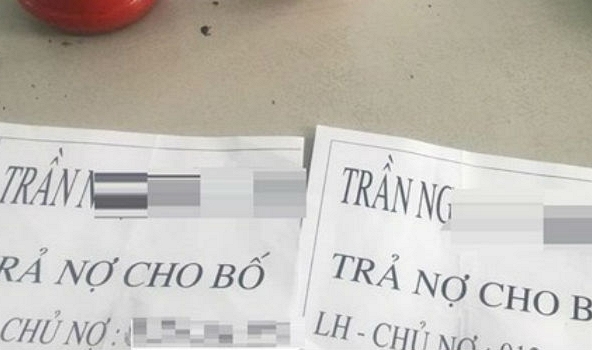 TRẦN
TRẢ NỢ CHO BỐ
CHỦ NỢ :
TRẦN NG
TRẢ NỢ CHO B
LH - CHỦ NỢ :